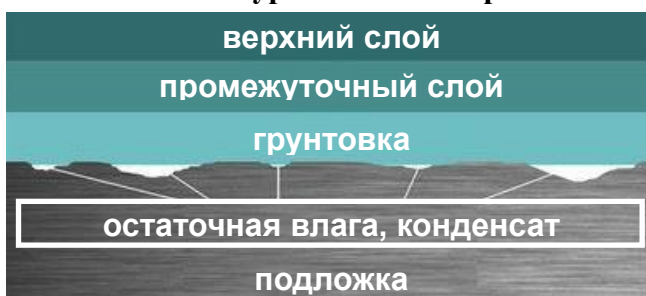 верхний слой
промежуточный слой
грунтовка
остаточная влага, конденсат
подложка